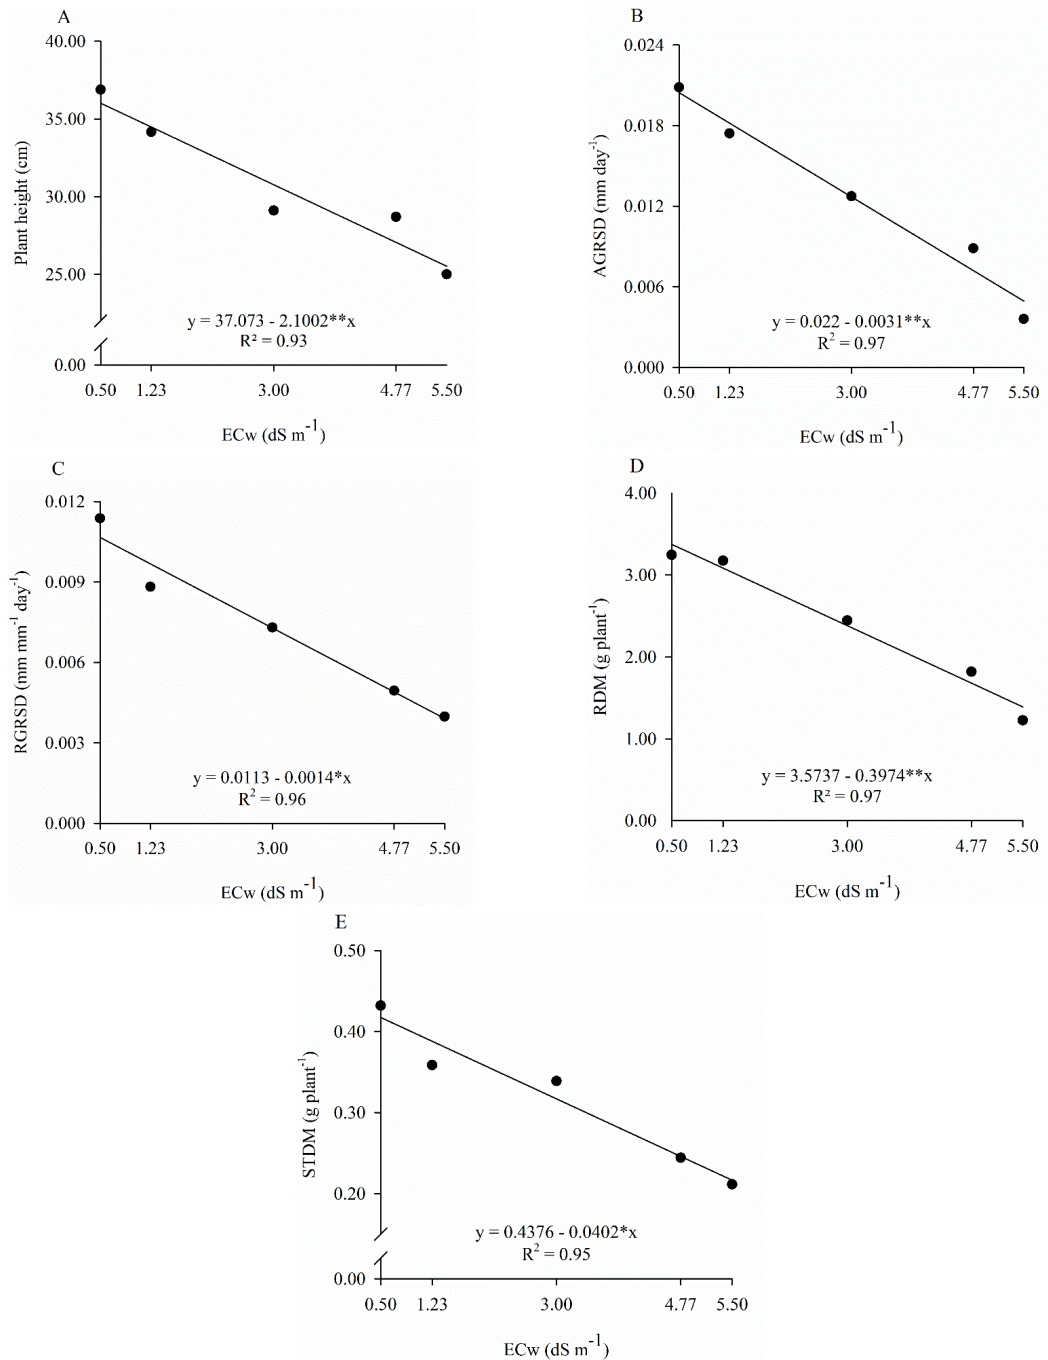 A
40.00
35.00
30.00
25.00
0.00
Plant height (cm)
y = 37.073 - 2.1002**x
R² = 0.93
0.50 1.23 3.00 4.77 5.50
ECw (dS m⁻¹)
B
0.024
0.018
0.012
0.006
0.000
AGRSD (mm day⁻¹)
y = 0.022 - 0.0031**x
R² = 0.97
0.50 1.23 3.00 4.77 5.50
ECw (dS m⁻¹)
C
0.012
0.009
0.006
0.003
0.000
RGRSD (mm mm⁻¹ day⁻¹)
y = 0.0113 - 0.0014*x
R² = 0.96
0.50 1.23 3.00 4.77 5.50
ECw (dS m⁻¹)
D
4.00
3.00
2.00
1.00
0.00
RDM (g plant⁻¹)
y = 3.5737 - 0.3974**x
R² = 0.97
0.50 1.23 3.00 4.77 5.50
ECw (dS m⁻¹)
E
0.50
0.40
0.30
0.20
0.00
STDM (g plant⁻¹)
y = 0.4376 - 0.0402*x
R² = 0.95
0.50 1.23 3.00 4.77 5.50
ECw (dS m⁻¹)